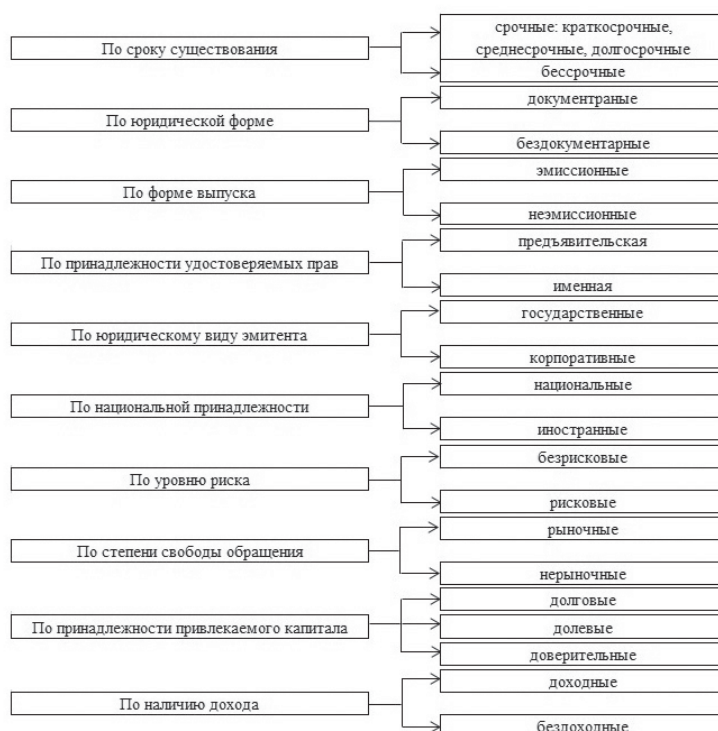 По сроку существования
срочные: краткосрочные,
среднесрочные, долгосрочные
бессрочные
По юридической форме
документраные
бездокументарные
По форме выпуска
эмиссионные
неэмиссионные
По принадлежности удостоверяемых прав
предъявительская
именная
По юридическому виду эмитента
государственные
корпоративные
По национальной принадлежности
национальные
иностранные
По уровню риска
безрисковые
рисковые
По степени свободы обращения
рыночные
нерыночные
По принадлежности привлекаемого капитала
долговые
долевые
доверительные
По наличию дохода
доходные
бездоходные